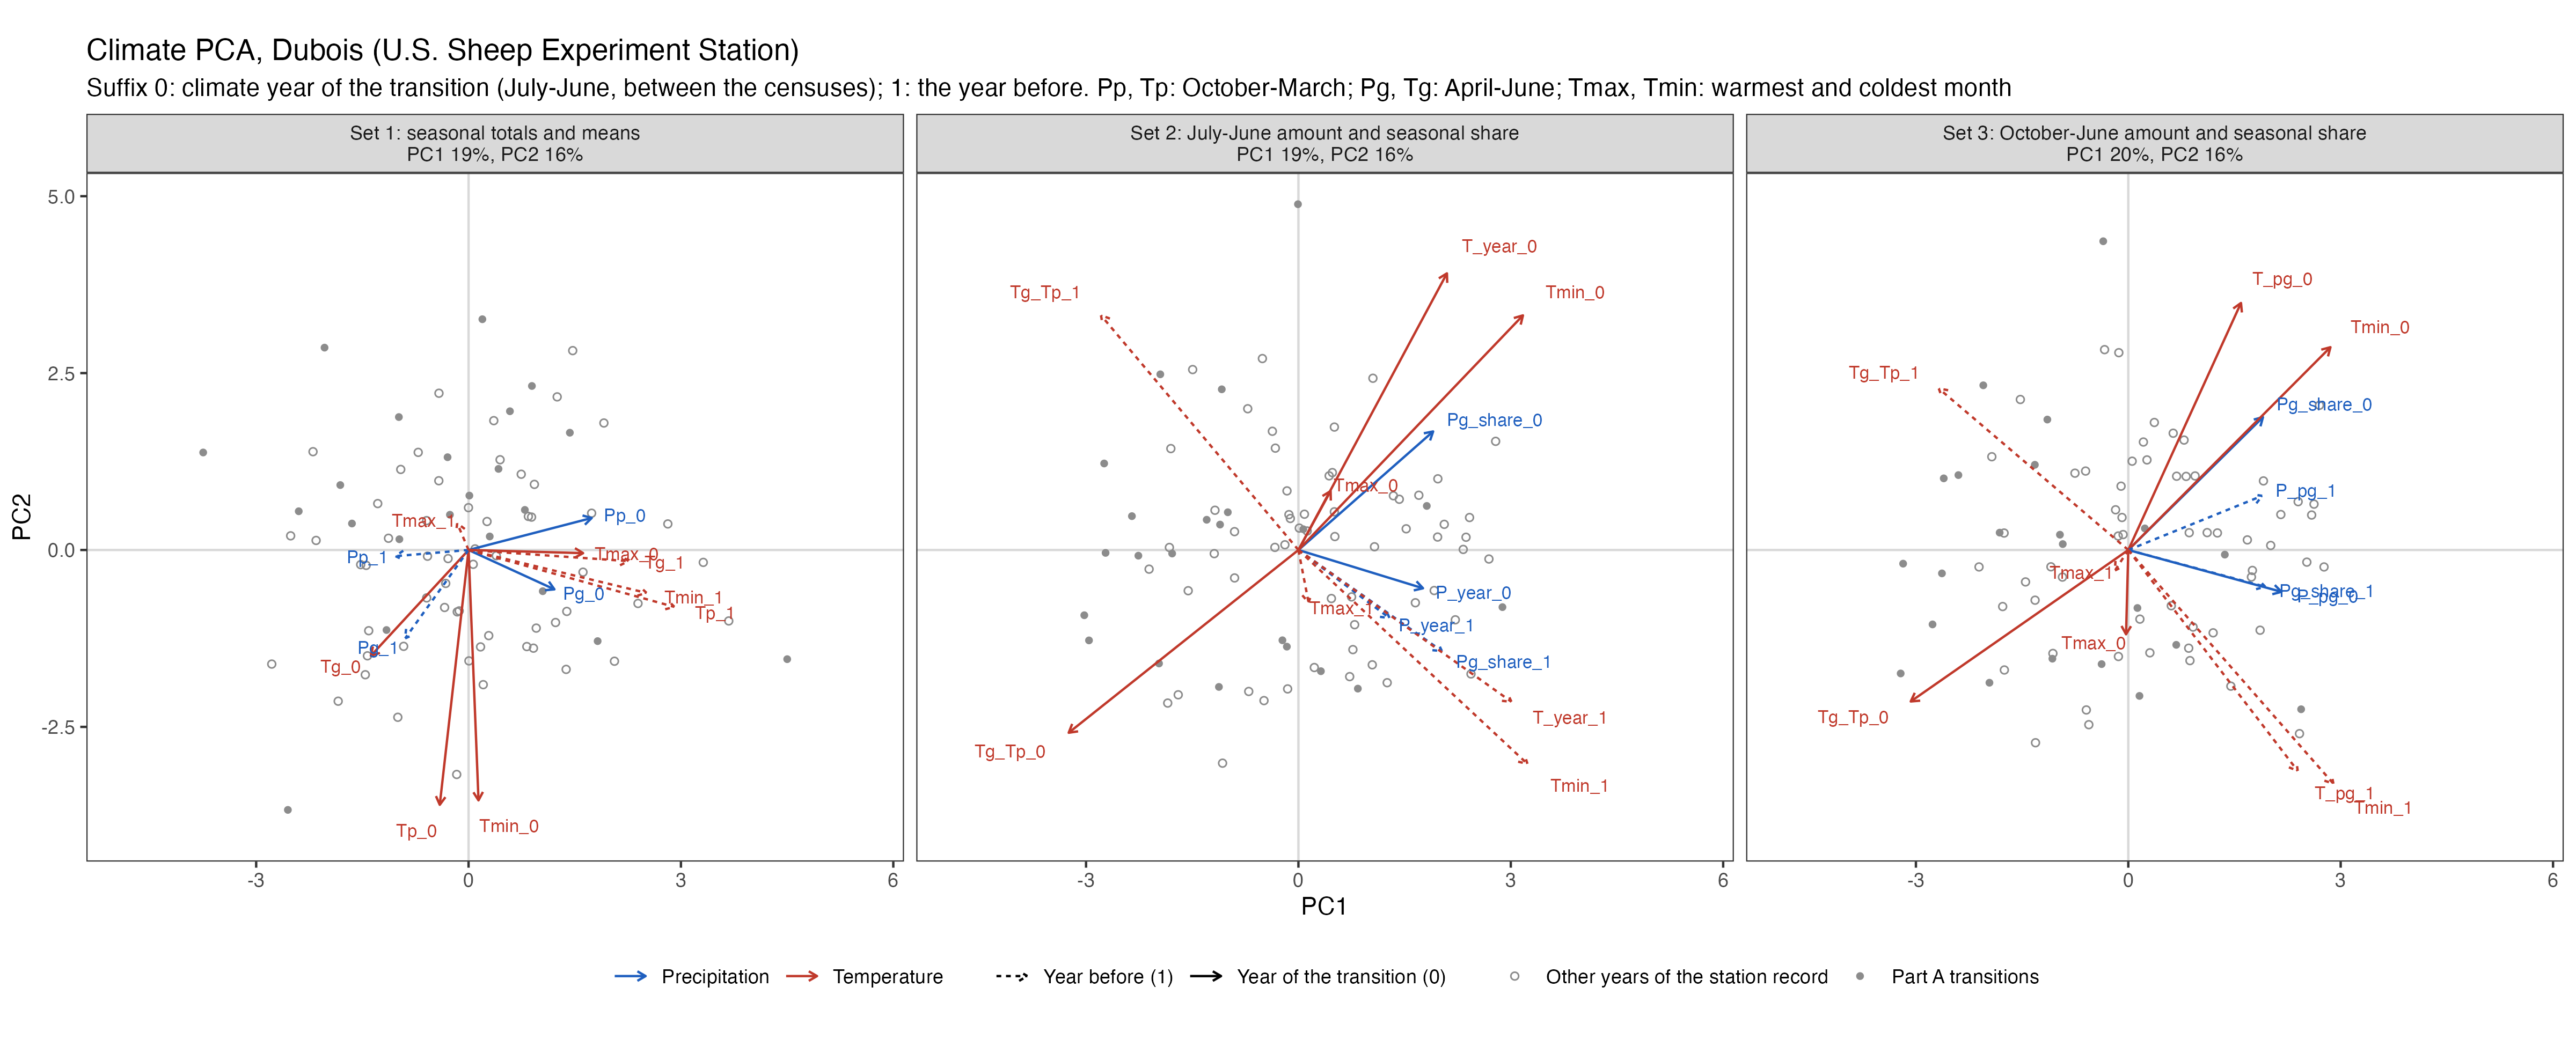 Climate PCA, Dubois (U.S. Sheep Experiment Station)
Suffix 0: climate year of the transition (July-June, between the censuses); 1: the year before. Pp, Tp: October-March; Pg, Tg: April-June; Tmax, Tmin: warmest and coldest month
Set 1: seasonal totals and means
PC1 19%, PC2 16%
Set 2: July-June amount and seasonal share
PC1 19%, PC2 16%
Set 3: October-June amount and seasonal share
PC1 20%, PC2 16%
PC2
5.0
2.5
0.0
-2.5
Tmax_1
Pp_0
Pp_1
Tmax_0
Tg_1
Pg_0
Tmin_1
Tp_1
Pg_1
Tg_0
Tp_0
Tmin_0
-3
0
3
6
T_year_0
Tg_Tp_1
Tmin_0
Pg_share_0
Tmax_0
P_year_0
Tmax_1
P_year_1
Pg_share_1
T_year_1
Tg_Tp_0
Tmin_1
-3
0
3
6
T_pg_0
Tmin_0
Tg_Tp_1
Pg_share_0
P_pg_1
Tmax_1
Pg_share_1
P_pg_0
Tmax_0
Tg_Tp_0
T_pg_1
Tmin_1
-3
0
3
6
PC1
Precipitation
Temperature
Year before (1)
Year of the transition (0)
Other years of the station record
Part A transitions